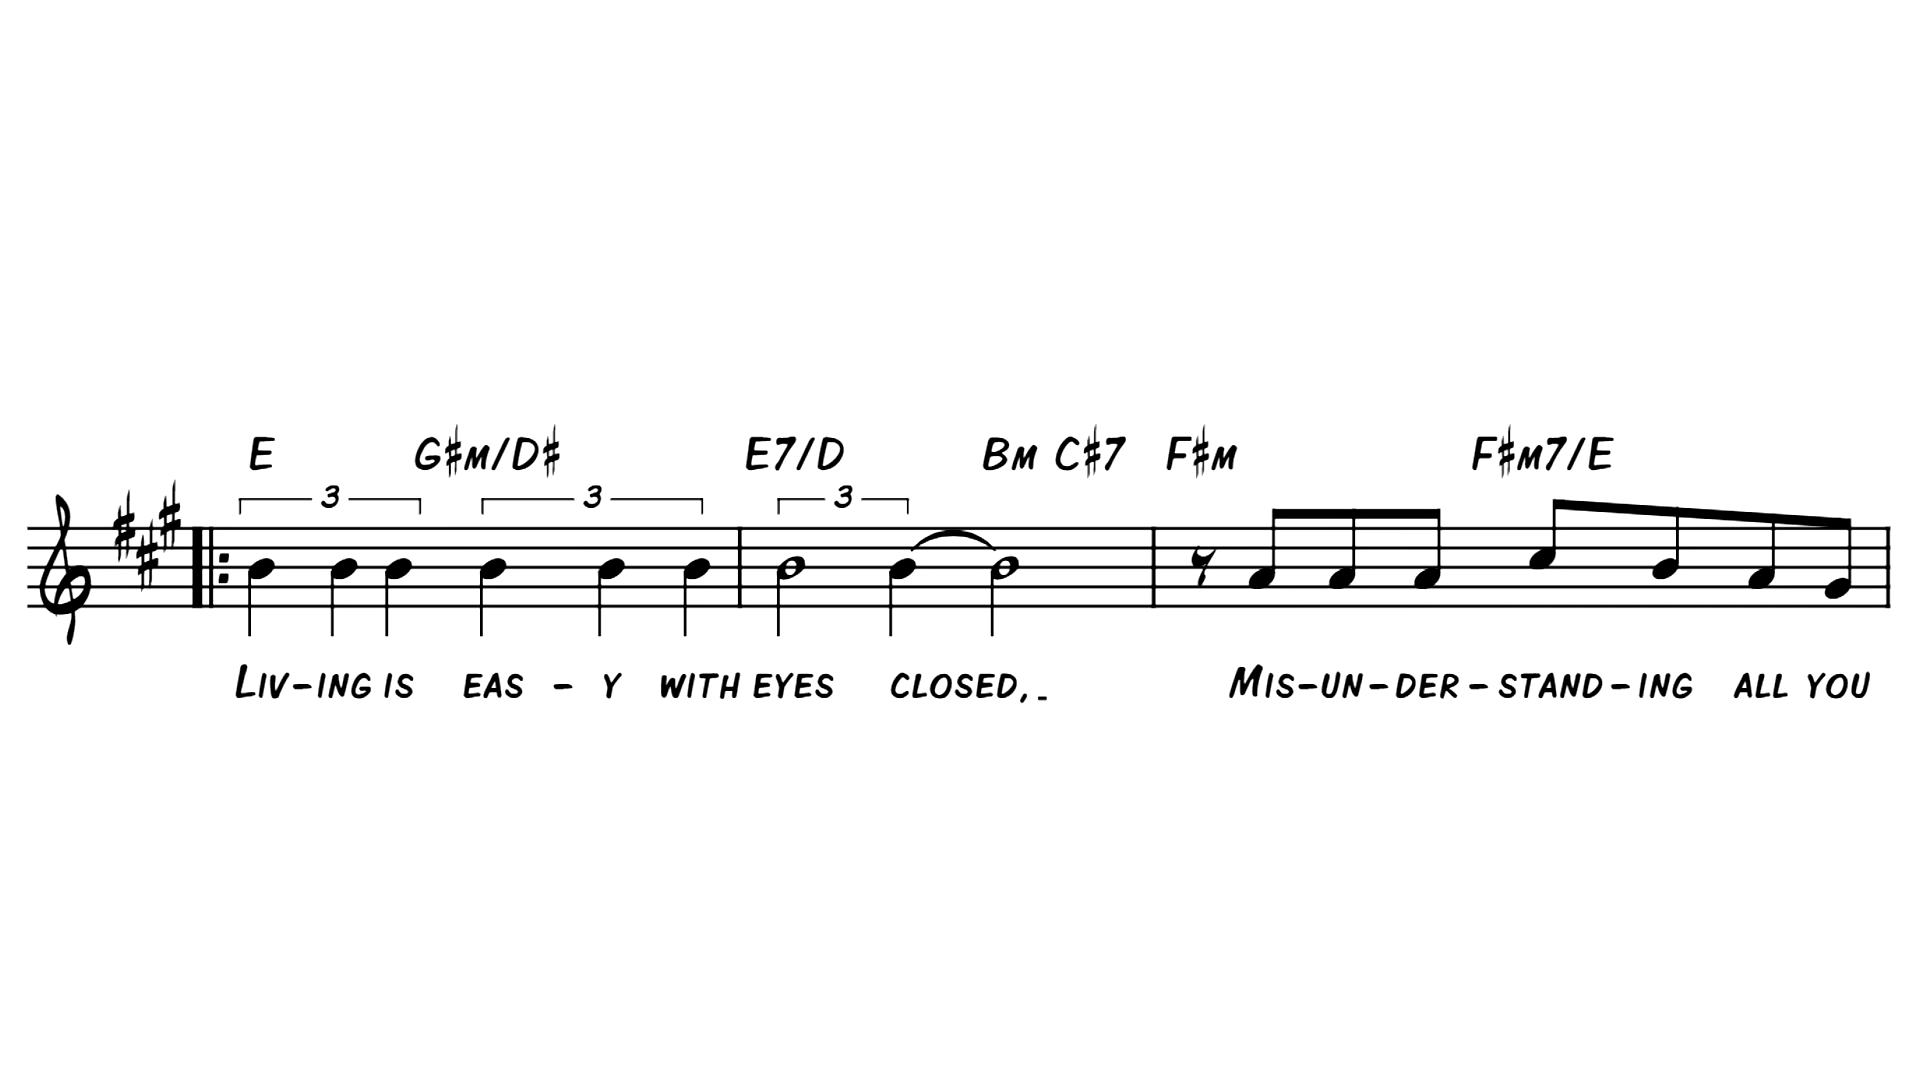 E G♯m/D♯ E7/D Bm C♯7 F♯m F♯m7/E
3 3 3
Liv-ing is eas - y with eyes closed,_ Mis-un-der-stand-ing all you